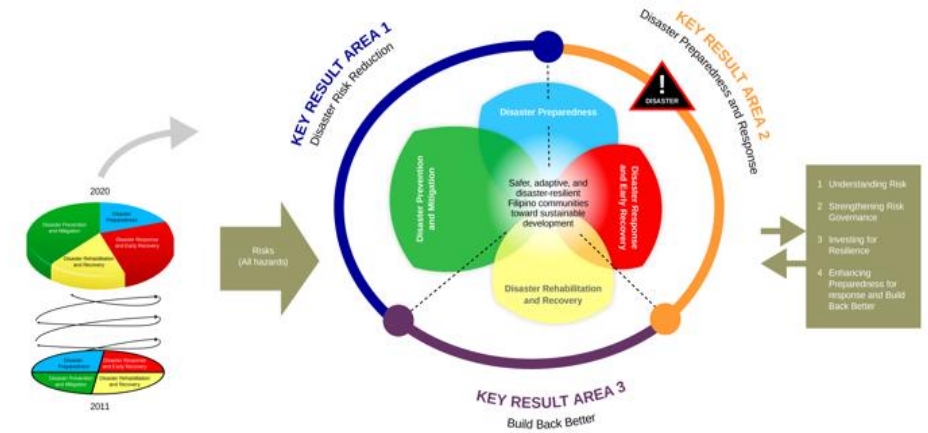 KEY RESULT AREA 1
Disaster Risk Reduction
KEY RESULT AREA 2
Disaster Preparedness and Response
!
DISASTER
Disaster Preparedness
Disaster Prevention
and Mitigation
Safer, adaptive, and
disaster-resilient
Filipino communities
toward sustainable
development
Disaster Response
and Early Recovery
Disaster Rehabilitation
and Recovery
KEY RESULT AREA 3
Build Back Better
2020
Disaster Prevention
and Mitigation
Disaster
Preparedness
Disaster Response
and Early Recovery
Disaster Rehabilitation
and Recovery
Disaster
Preparedness
Disaster Response
and Early Recovery
Disaster Prevention
and Mitigation
Disaster Rehabilitation
and Recovery
2011
Risks
(All hazards)
1 Understanding Risk
2 Strengthening Risk
Governance
3 Investing for
Resilience
4 Enhancing
Preparedness for
response and Build
Back Better